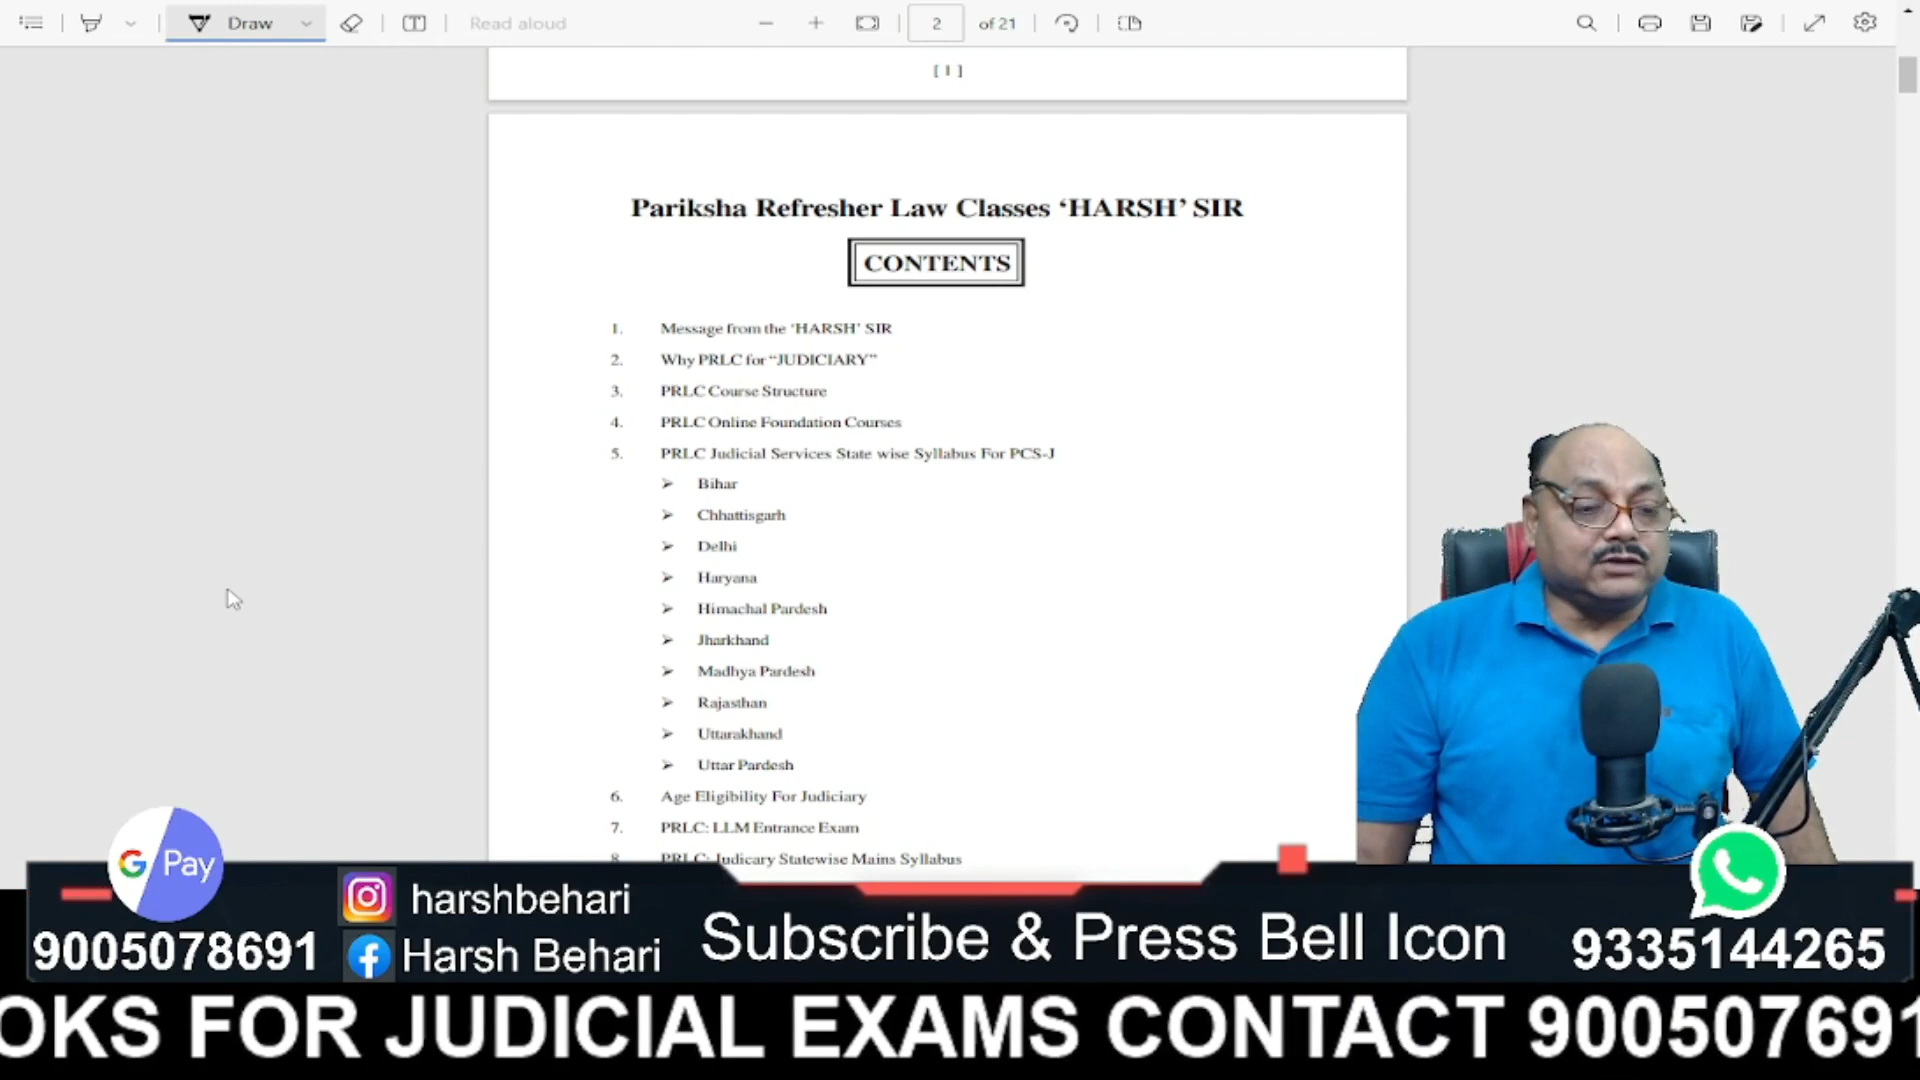 Draw
Read aloud
2
of 21
[ 1 ]
Pariksha Refresher Law Classes ‘HARSH’ SIR
CONTENTS
1. Message from the ‘HARSH’ SIR
2. Why PRLC for “JUDICIARY”
3. PRLC Course Structure
4. PRLC Online Foundation Courses
5. PRLC Judicial Services State wise Syllabus For PCS-J
➢ Bihar
➢ Chhattisgarh
➢ Delhi
➢ Haryana
➢ Himachal Pardesh
➢ Jharkhand
➢ Madhya Pardesh
➢ Rajasthan
➢ Uttarakhand
➢ Uttar Pardesh
6. Age Eligibility For Judiciary
7. PRLC: LLM Entrance Exam
8. PRLC: Judicary Statewise Mains Syllabus
G Pay
9005078691
harshbehari
Harsh Behari
Subscribe & Press Bell Icon
9335144265
OKS FOR JUDICIAL EXAMS CONTACT 900507691